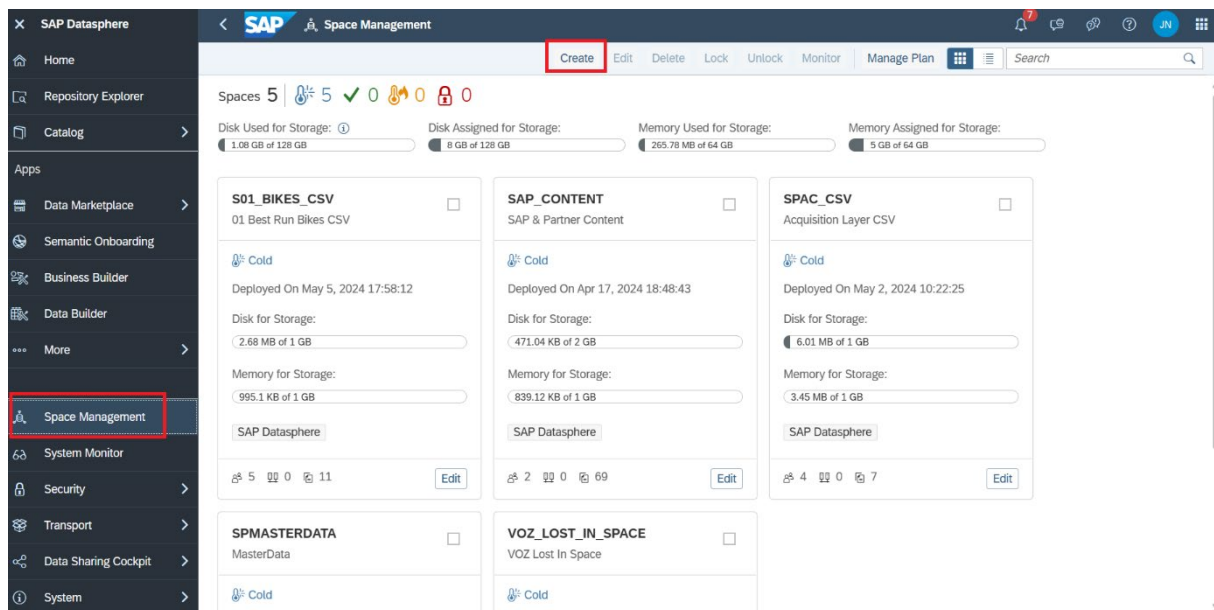 SAP Datasphere
SAP Space Management
7
JN
Home
Repository Explorer
Catalog
Apps
Data Marketplace
Semantic Onboarding
Business Builder
Data Builder
More
Space Management
System Monitor
Security
Transport
Data Sharing Cockpit
System
Create Edit Delete Lock Unlock Monitor Manage Plan Search
Spaces 5 5 0 0 0
Disk Used for Storage: Disk Assigned for Storage: Memory Used for Storage: Memory Assigned for Storage:
1.08 GB of 128 GB 8 GB of 128 GB 265.78 MB of 64 GB 5 GB of 64 GB
S01_BIKES_CSV
01 Best Run Bikes CSV
Cold
Deployed On May 5, 2024 17:58:12
Disk for Storage:
2.68 MB of 1 GB
Memory for Storage:
995.1 KB of 1 GB
SAP Datasphere
5 0 11 Edit
SAP_CONTENT
SAP & Partner Content
Cold
Deployed On Apr 17, 2024 18:48:43
Disk for Storage:
471.04 KB of 2 GB
Memory for Storage:
839.12 KB of 1 GB
SAP Datasphere
2 0 69 Edit
SPAC_CSV
Acquisition Layer CSV
Cold
Deployed On May 2, 2024 10:22:25
Disk for Storage:
6.01 MB of 1 GB
Memory for Storage:
3.45 MB of 1 GB
SAP Datasphere
4 0 7 Edit
SPMASTERDATA
MasterData
Cold
VOZ_LOST_IN_SPACE
VOZ Lost In Space
Cold